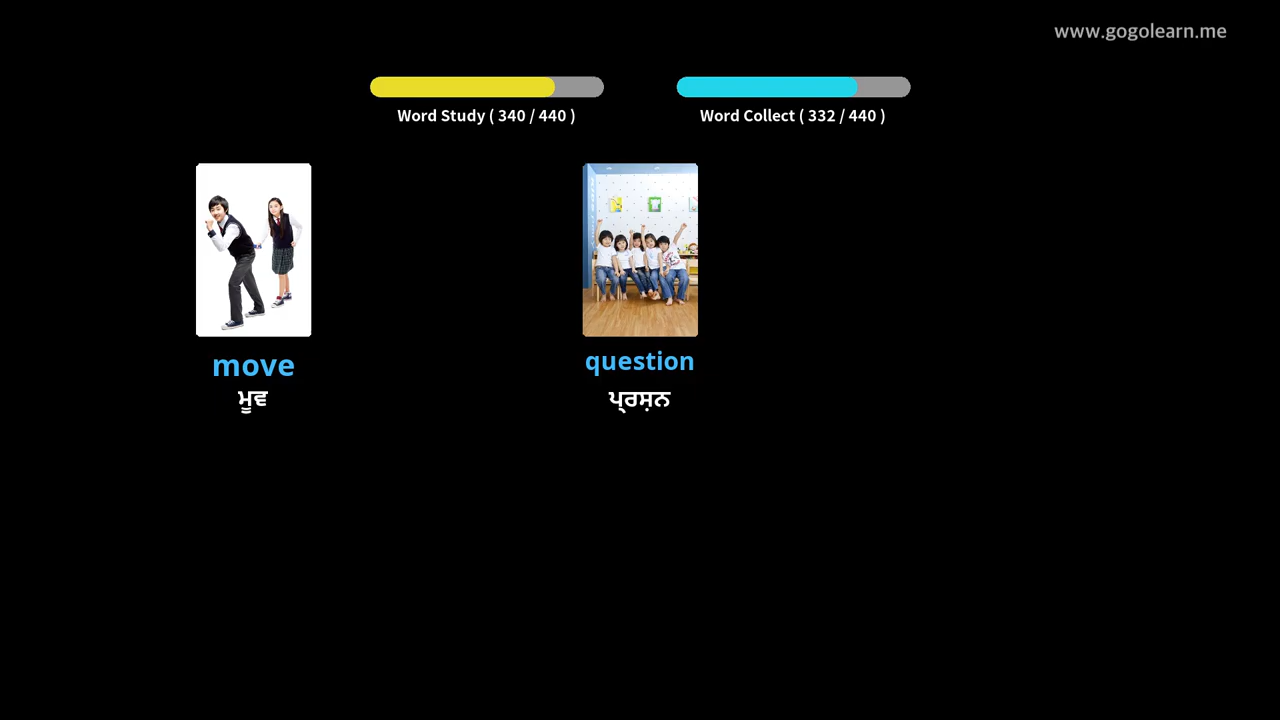 www.gogolearn.me
Word Study ( 340 / 440 )
Word Collect ( 332 / 440 )
move
ਮੂਵ
question
ਪ੍ਰਸ਼ਨ